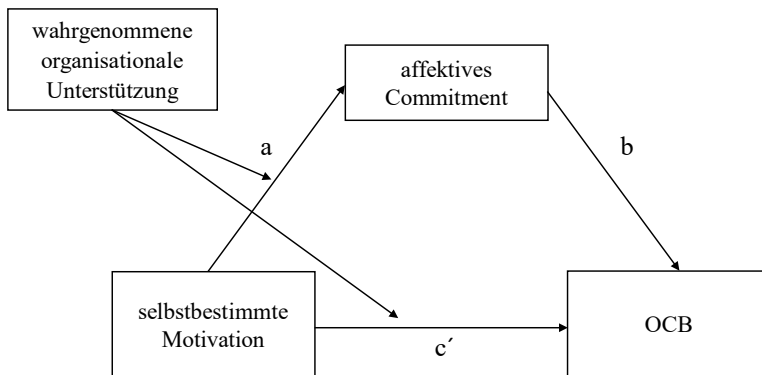 wahrgenommene
organisationale
Unterstützung
affektives
Commitment
a
b
selbstbestimmte
Motivation
c´
OCB